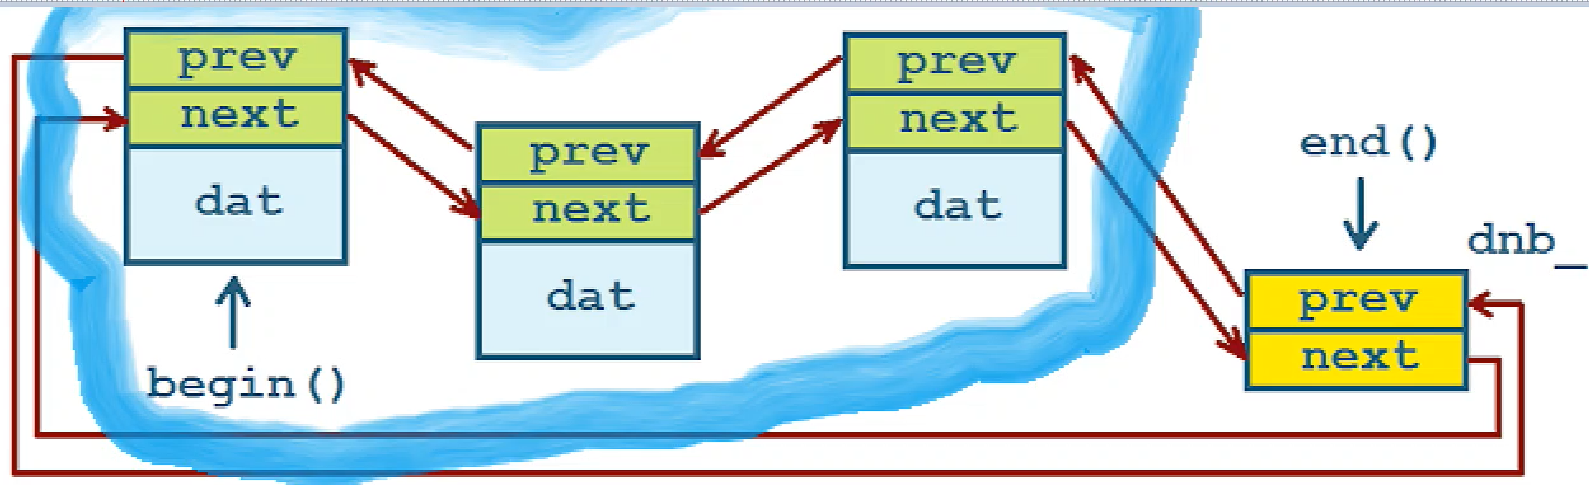 prev
next
dat
begin()
prev
next
dat
prev
next
dat
end()
dnb_
prev
next